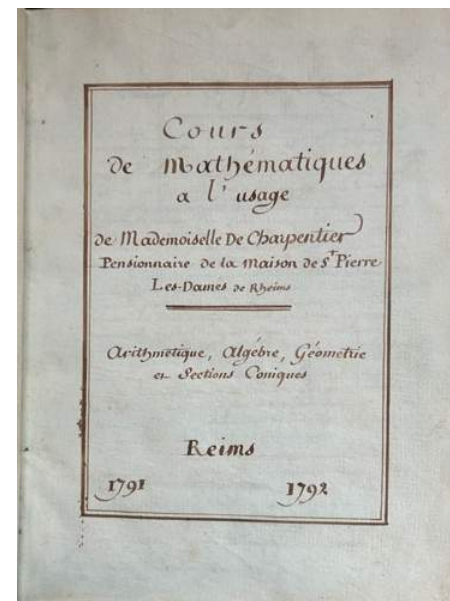 Cours
de Mathématiques
a l'usage
de Mademoiselle De Charpentier
Pensionnaire de la Maison de St Pierre
Les-Dames de Rheims
Arithmetique, Algébre, Géometrie
et Sections Coniques
Reims
1791 1792